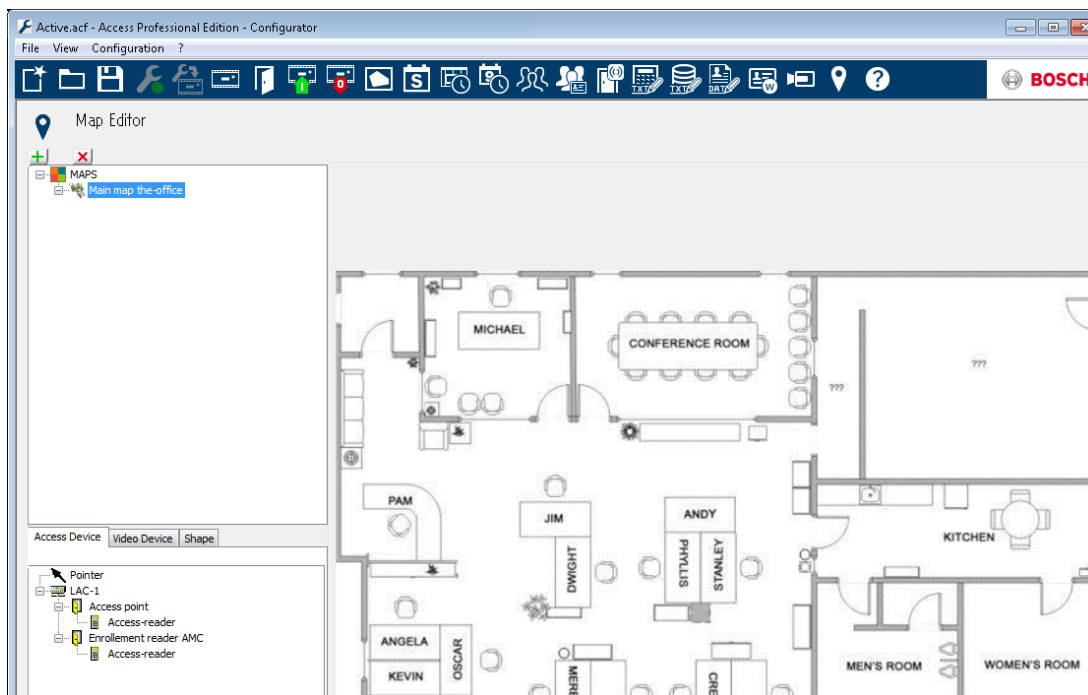 Active.acf - Access Professional Edition - Configurator
File View Configuration ?
S TXT TXT DATA W ? BOSCH
Map Editor
MAPS
Main map the-office
MICHAEL
CONFERENCE ROOM
???
???
PAM
JIM
ANDY
DWIGHT
PHYLLIS
STANLEY
KITCHEN
Access Device Video Device Shape
Pointer
LAC-1
Access point
Access-reader
Enrollement reader AMC
Access-reader
ANGELA
OSCAR
KEVIN
MERE
CRE
MEN'S ROOM
WOMEN'S ROOM